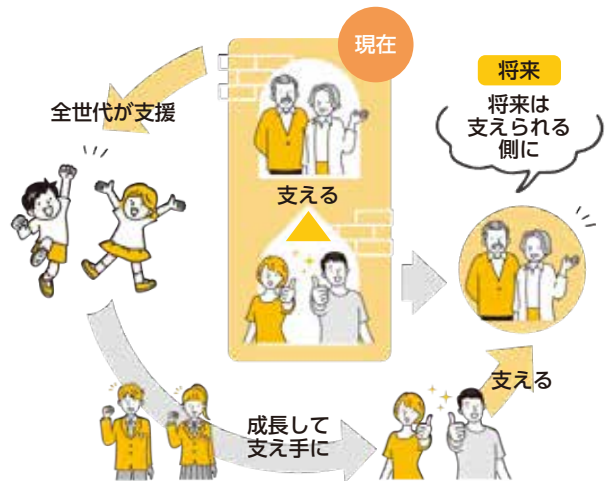 現在
将来
将来は
支えられる
側に
全世代が支援
支える
支える
成長して
支え手に